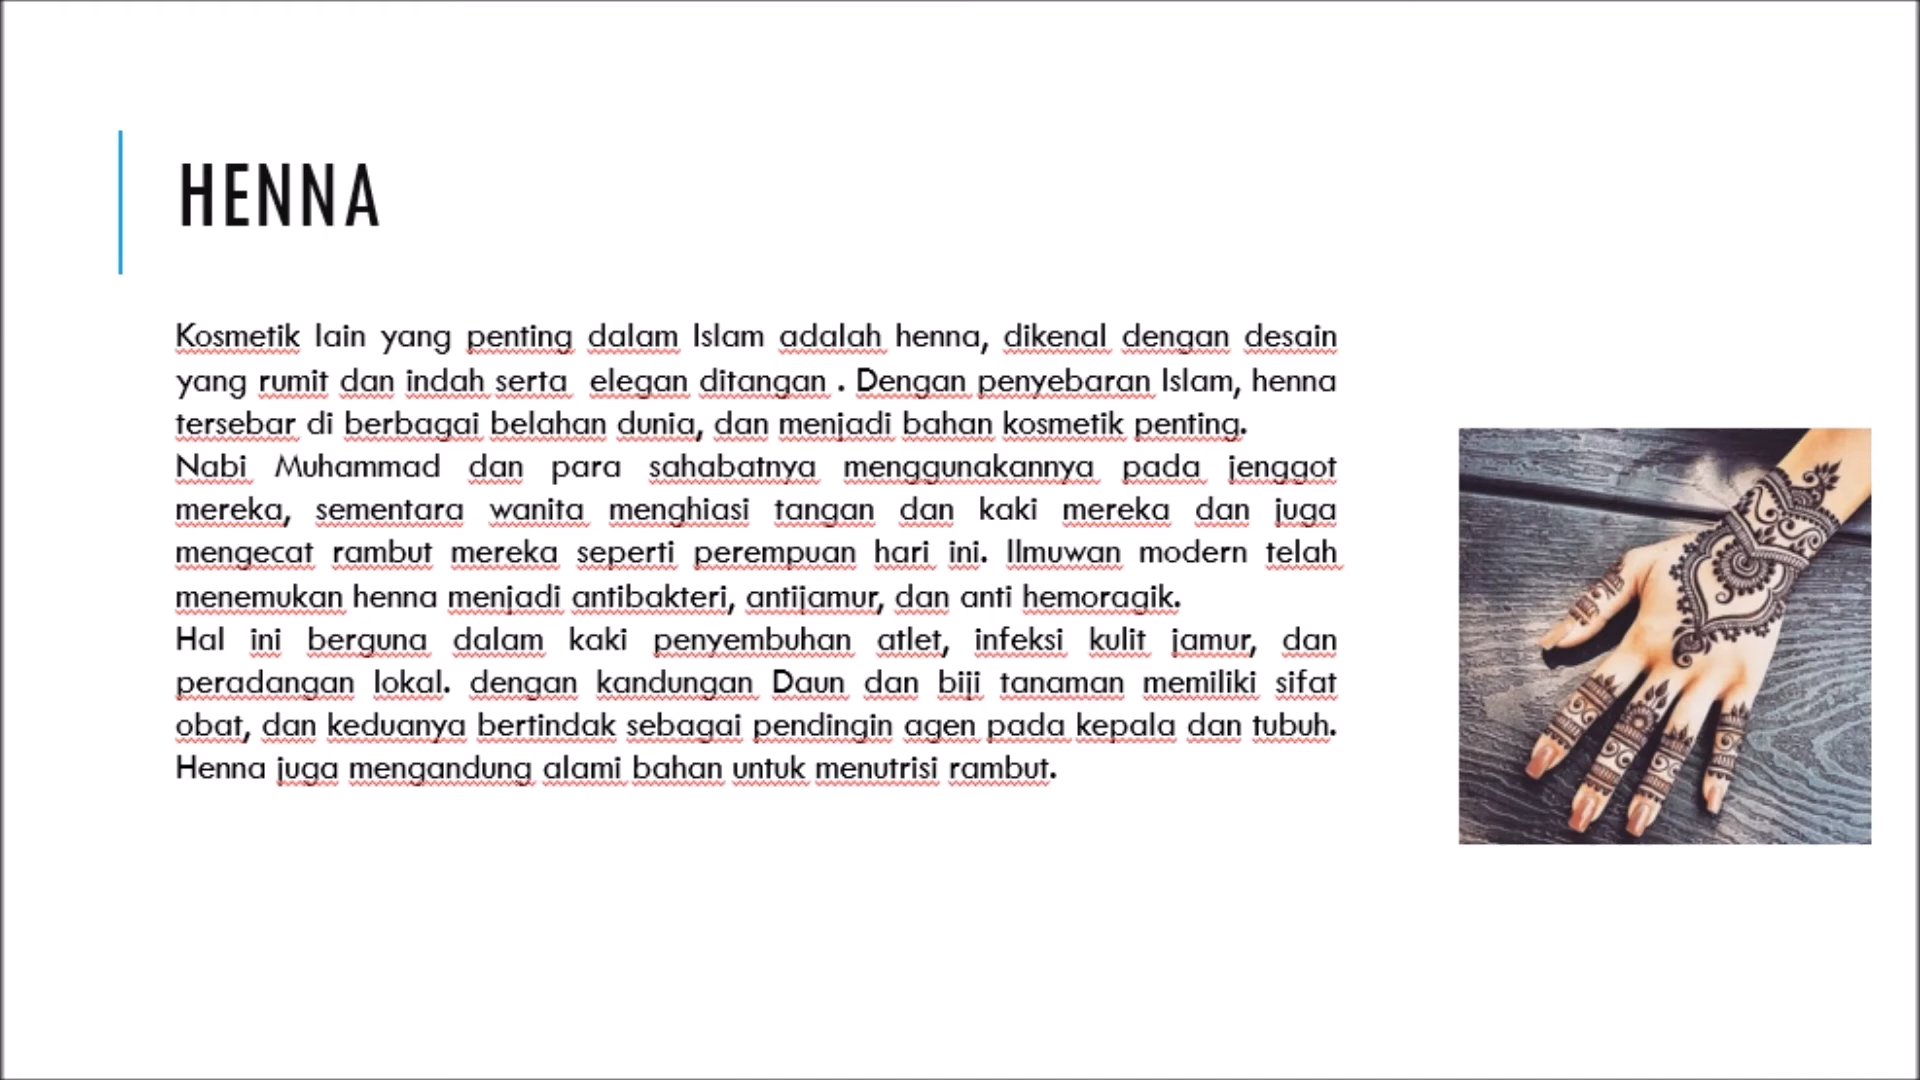 HENNA
Kosmetik lain yang penting dalam Islam adalah henna, dikenal dengan desain
yang rumit dan indah serta  elegan ditangan . Dengan penyebaran Islam, henna
tersebar di berbagai belahan dunia, dan menjadi bahan kosmetik penting.
Nabi Muhammad dan para sahabatnya menggunakannya pada jenggot
mereka, sementara wanita menghiasi tangan dan kaki mereka dan juga
mengecat rambut mereka seperti perempuan hari ini. Ilmuwan modern telah
menemukan henna menjadi antibakteri, antijamur, dan anti hemoragik.
Hal ini berguna dalam kaki penyembuhan atlet, infeksi kulit jamur, dan
peradangan lokal. dengan kandungan Daun dan biji tanaman memiliki sifat
obat, dan keduanya bertindak sebagai pendingin agen pada kepala dan tubuh.
Henna juga mengandung alami bahan untuk menutrisi rambut.